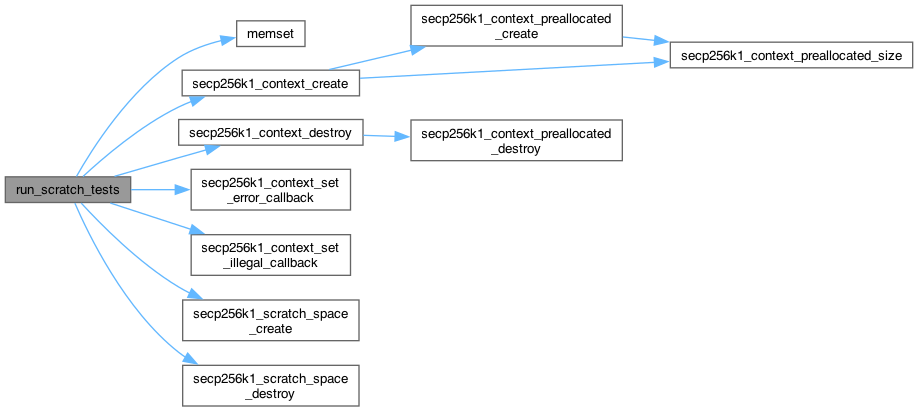 run_scratch_tests
memset
secp256k1_context_create
secp256k1_context_preallocated
_create
secp256k1_context_preallocated_size
secp256k1_context_destroy
secp256k1_context_preallocated
_destroy
secp256k1_context_set
_error_callback
secp256k1_context_set
_illegal_callback
secp256k1_scratch_space
_create
secp256k1_scratch_space
_destroy